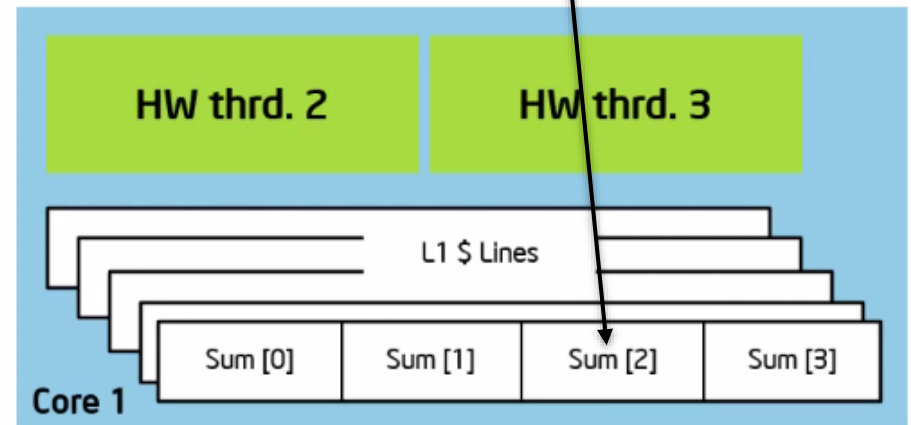 HW thrd. 2
HW thrd. 3
L1 $ Lines
Sum [0]
Sum [1]
Sum [2]
Sum [3]
Core 1